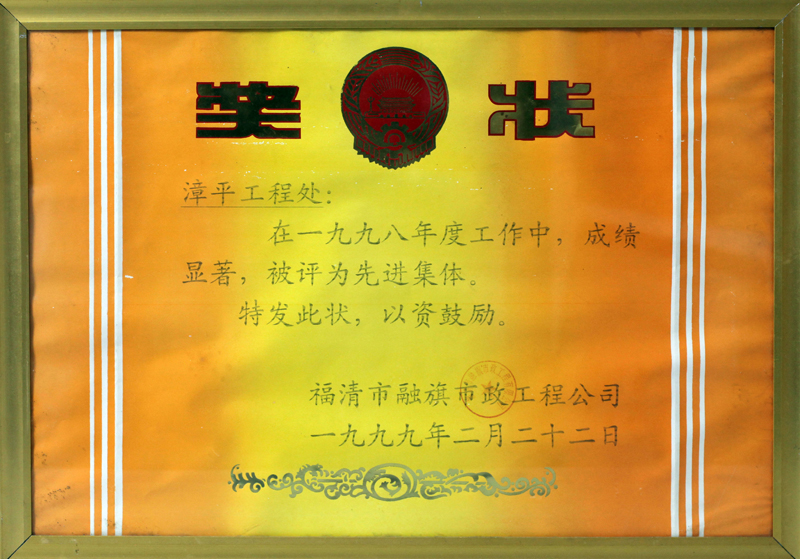 奖状
漳平工程处：
在一九九八年度工作中，成绩
显著，被评为先进集体。
特发此状，以资鼓励。
福清市融旗市政工程公司
一九九九年二月二十二日